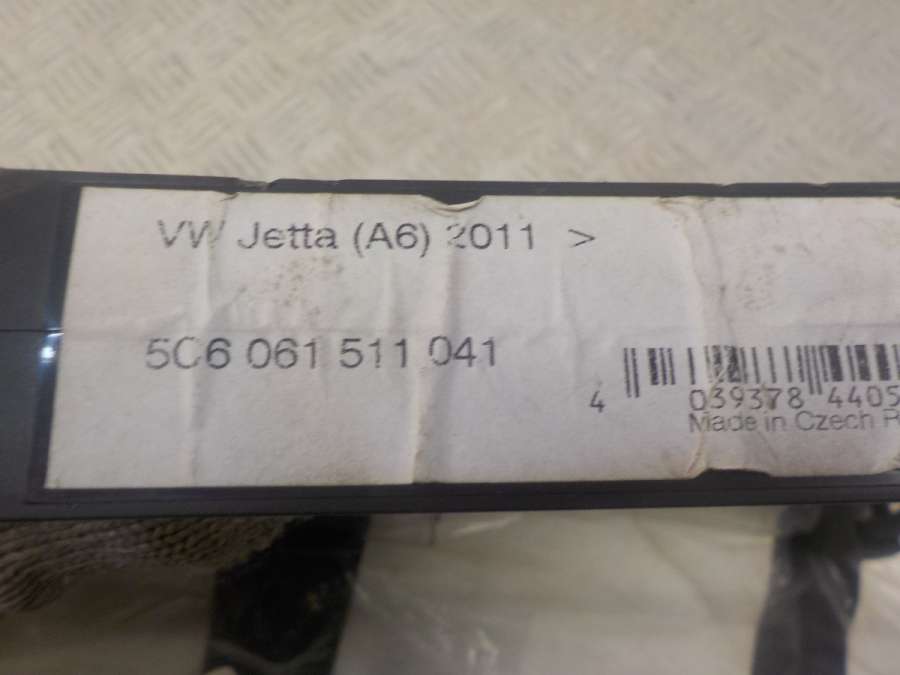 VW Jetta (A6) 2011 >
5C6 061 511 041
4 039378 4405
Made in Czech R